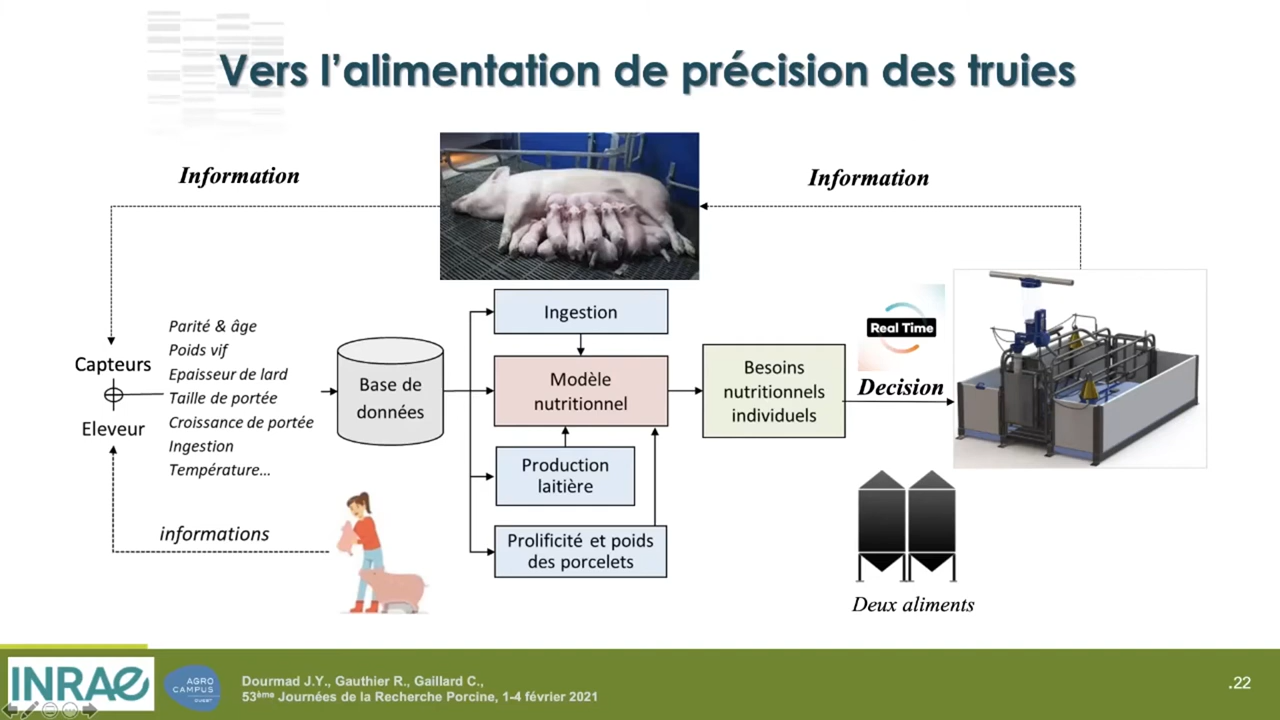 Vers l’alimentation de précision des truies
Information
Information
Parité & âge
Poids vif
Epaisseur de lard
Taille de portée
Croissance de portée
Ingestion
Température...
Capteurs
Eleveur
informations
Base de
données
Ingestion
Modèle
nutritionnel
Production
laitière
Prolificité et poids
des porcelets
Besoins
nutritionnels
individuels
Real Time
Decision
Deux aliments
INRAE
AGRO
CAMPUS
OUEST
Dourmad J.Y., Gauthier R., Gaillard C.,
53ème Journées de la Recherche Porcine, 1-4 février 2021
.22